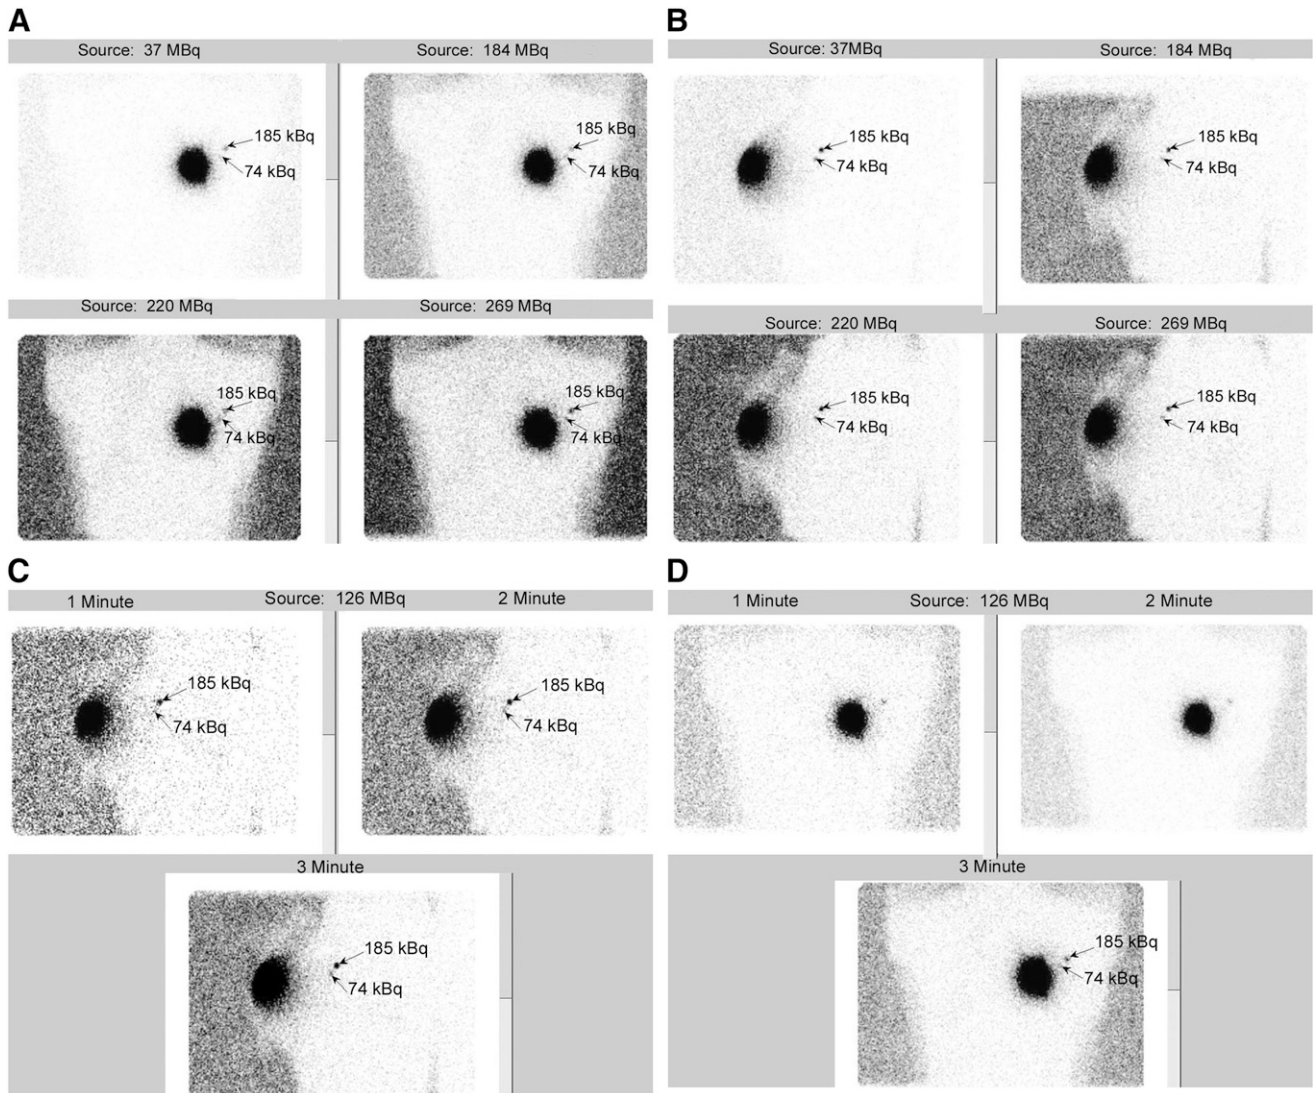 A
Source: 37 MBq
Source: 184 MBq
185 kBq
74 kBq
185 kBq
74 kBq
Source: 220 MBq
Source: 269 MBq
185 kBq
74 kBq
185 kBq
74 kBq
B
Source: 37MBq
Source: 184 MBq
185 kBq
74 kBq
185 kBq
74 kBq
Source: 220 MBq
Source: 269 MBq
185 kBq
74 kBq
185 kBq
74 kBq
C
1 Minute
Source: 126 MBq
2 Minute
185 kBq
74 kBq
185 kBq
74 kBq
3 Minute
185 kBq
74 kBq
D
1 Minute
Source: 126 MBq
2 Minute
3 Minute
185 kBq
74 kBq